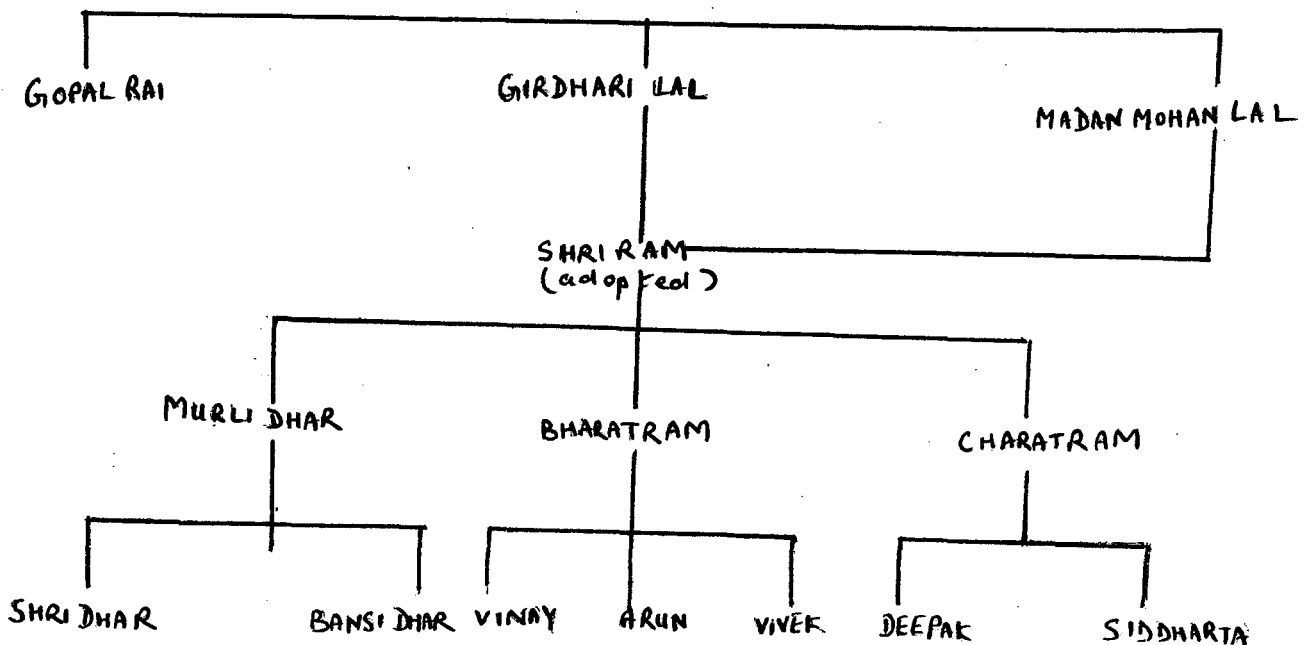 GOPAL RAI
GIRDHARI LAL
MADAN MOHAN LAL
SHRI RAM
(adopted)
MURLI DHAR
BHARATRAM
CHARATRAM
SHRI DHAR
BANSI DHAR
VINAY
ARUN
VIVEK
DEEPAK
SIDDHARTA